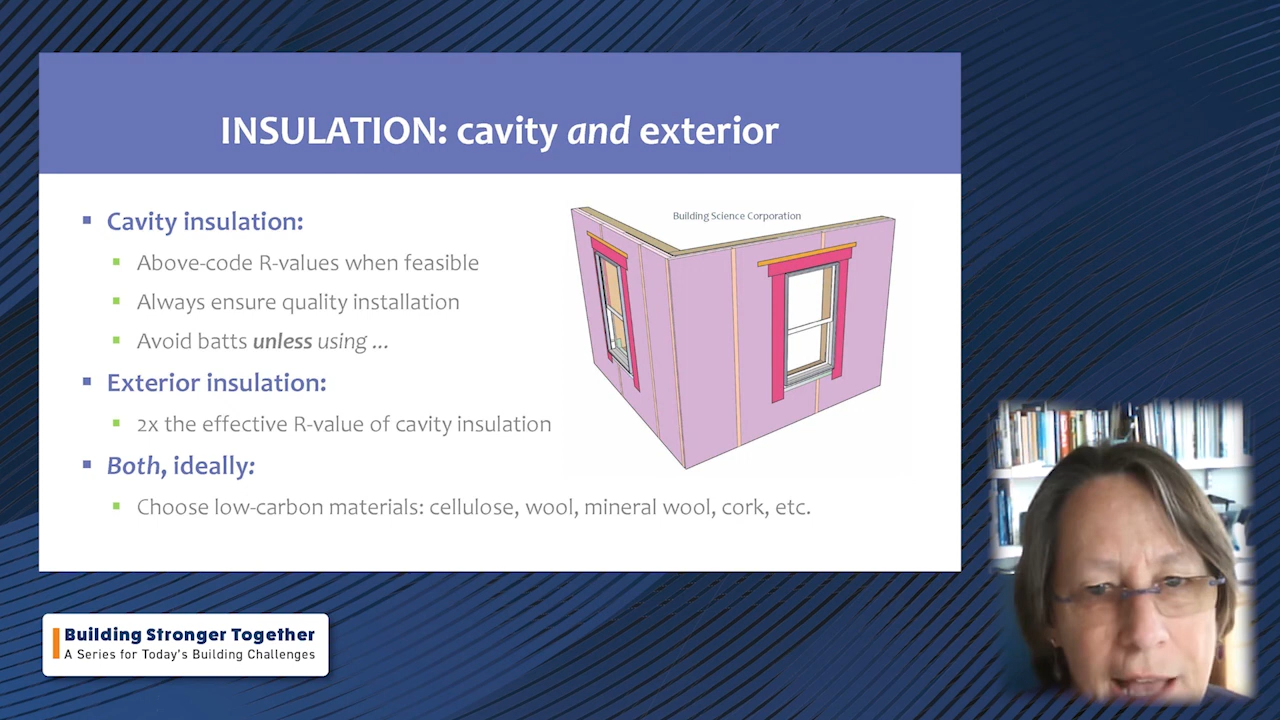 INSULATION: cavity and exterior
Cavity insulation:
Above-code R-values when feasible
Always ensure quality installation
Avoid batts unless using ...
Exterior insulation:
2x the effective R-value of cavity insulation
Both, ideally:
Choose low-carbon materials: cellulose, wool, mineral wool, cork, etc.
Building Science Corporation
Building Stronger Together
A Series for Today's Building Challenges